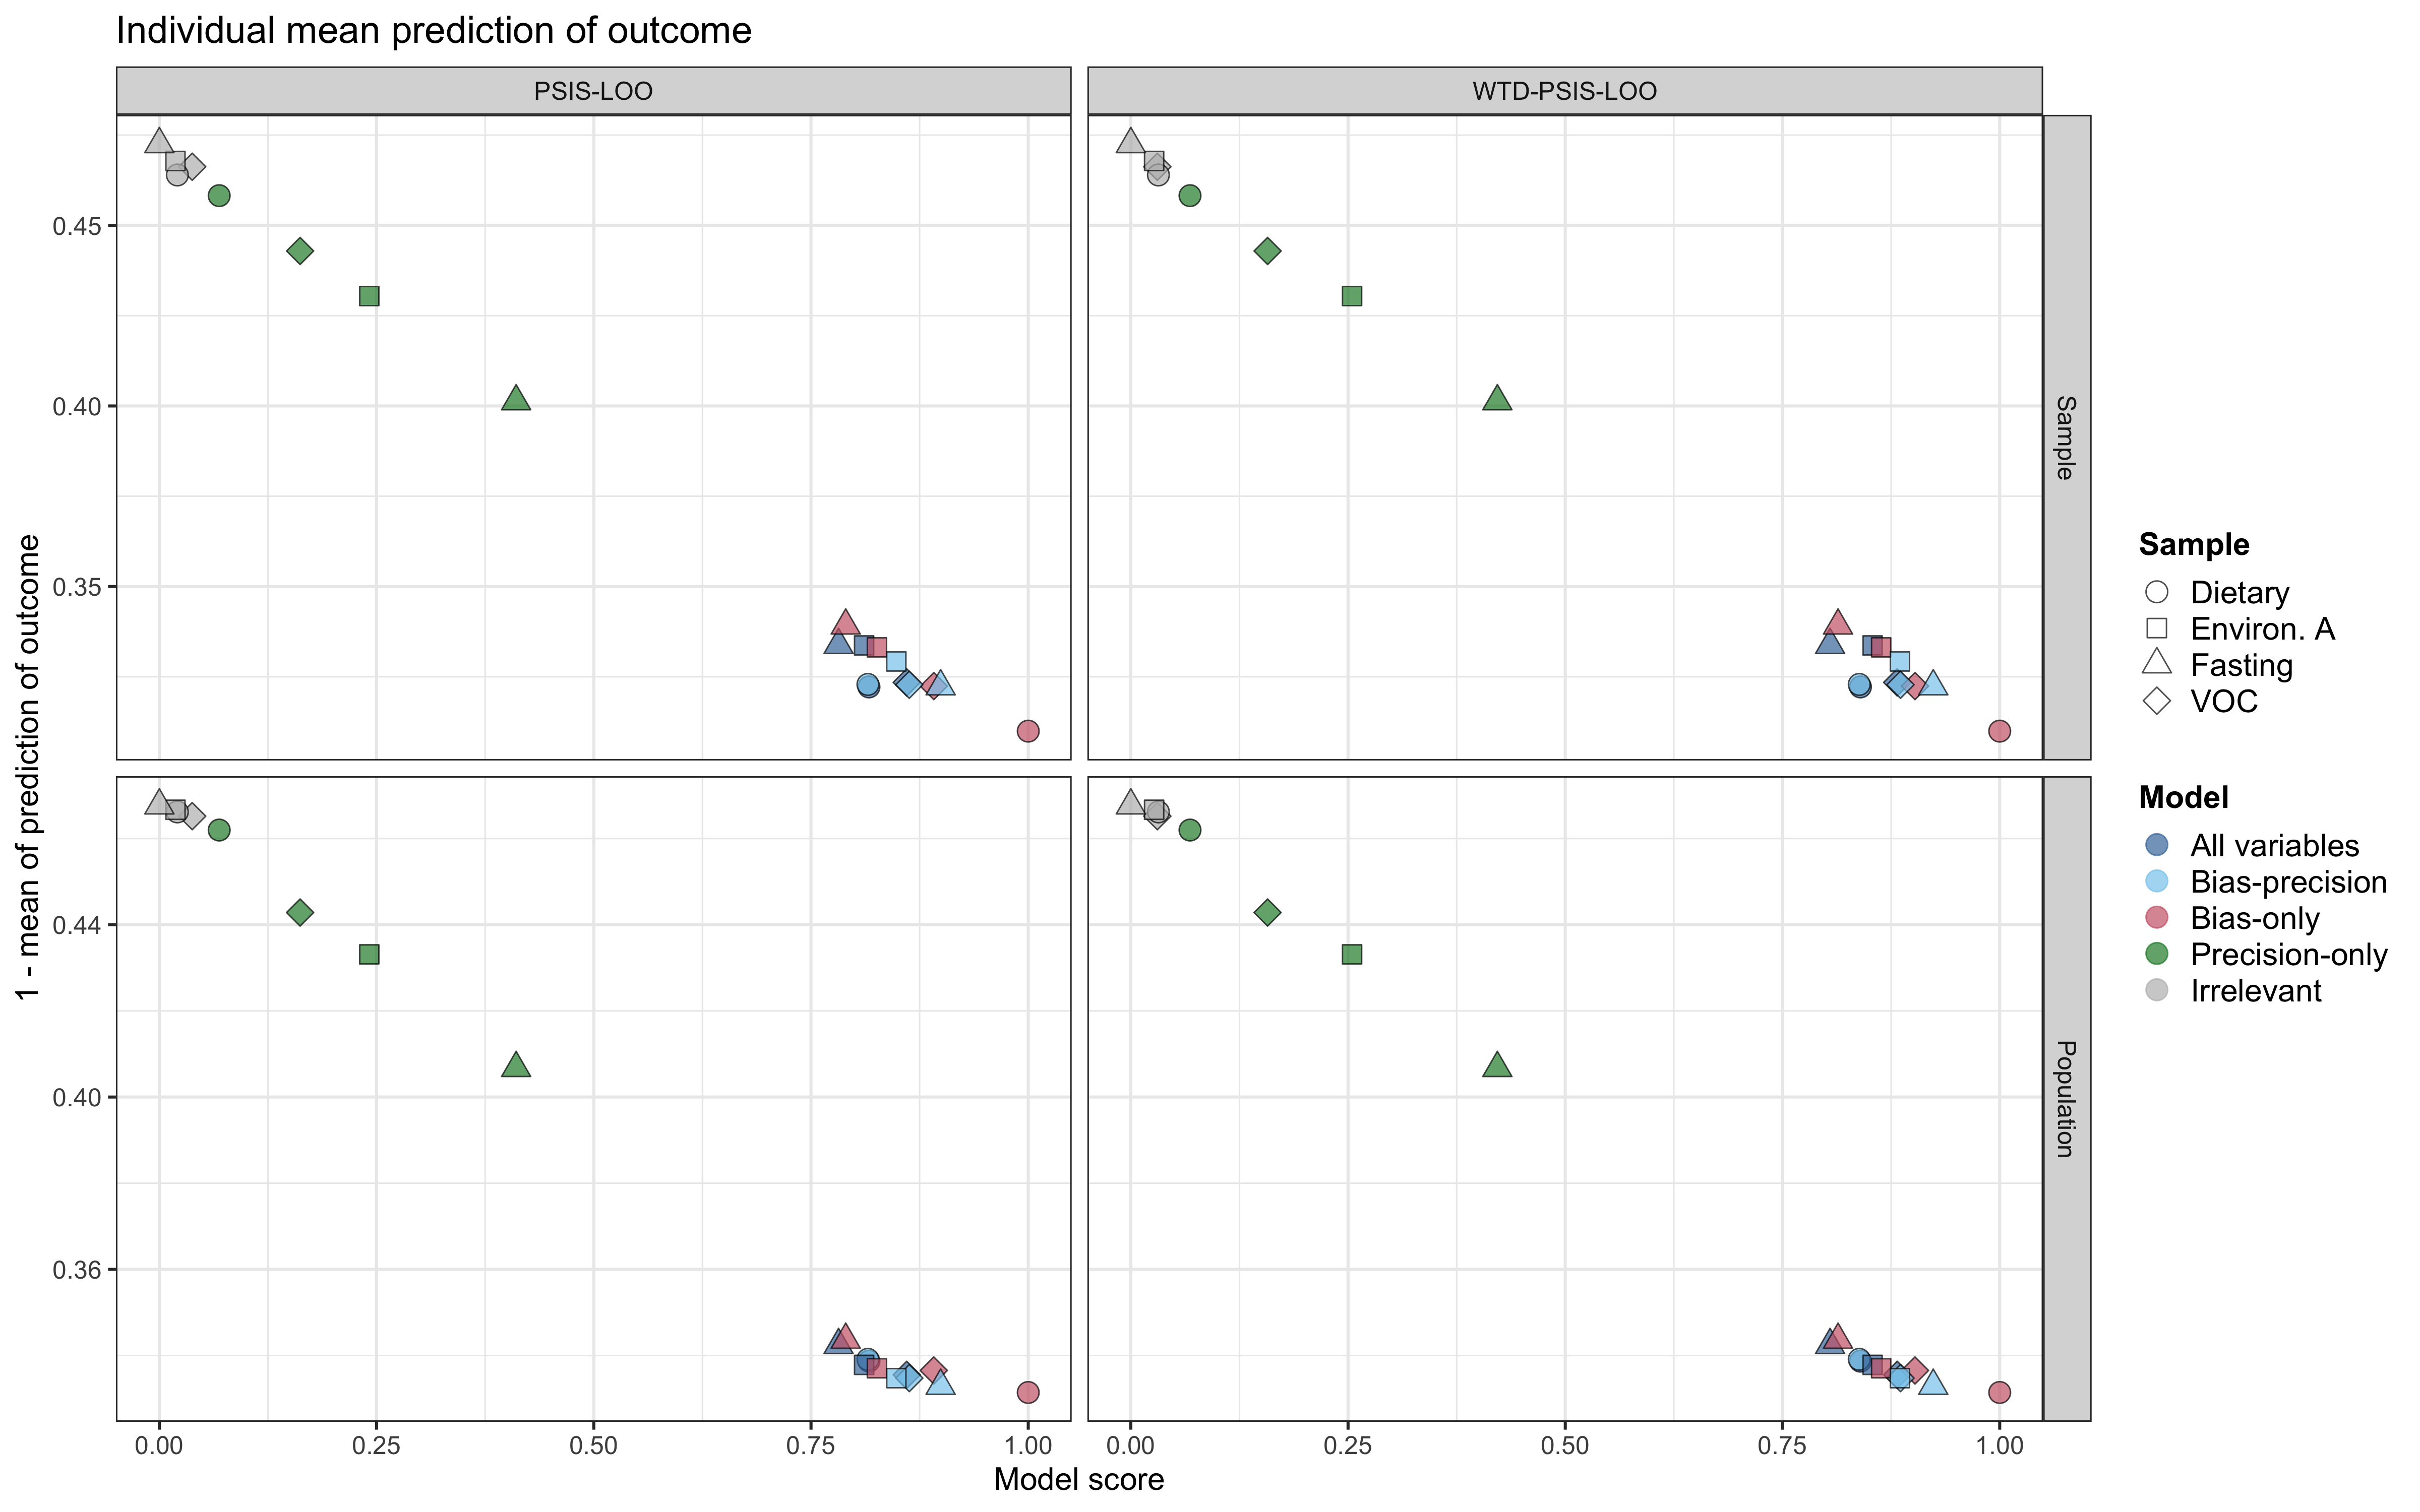 Individual mean prediction of outcome
PSIS-LOO
WTD-PSIS-LOO
0.45
0.40
0.35
Sample
0.44
0.40
0.36
Population
0.00
0.25
0.50
0.75
1.00
0.00
0.25
0.50
0.75
1.00
Model score
1 - mean of prediction of outcome
Sample
Dietary
Environ. A
Fasting
VOC
Model
All variables
Bias-precision
Bias-only
Precision-only
Irrelevant